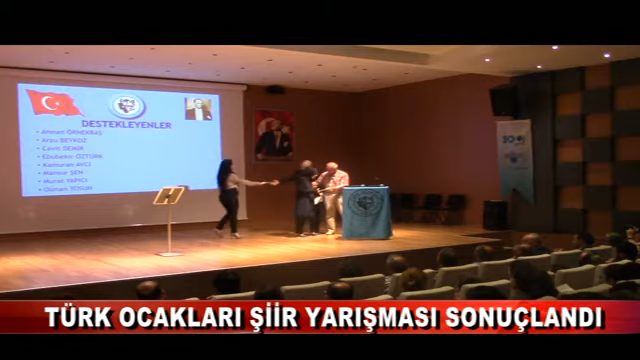 DESTEKLEYENLER
• Ahmet ÖRNEKBAŞ
• Arzu BEYKOZ
• Cavit DEMİR
• Ebubekir ÖZTÜRK
• Kamuran AVCI
• Mansur ŞEN
• Murat YAPICI
• Osman TOSUN
TÜRK OCAKLARI ŞİİR YARIŞMASI SONUÇLANDI